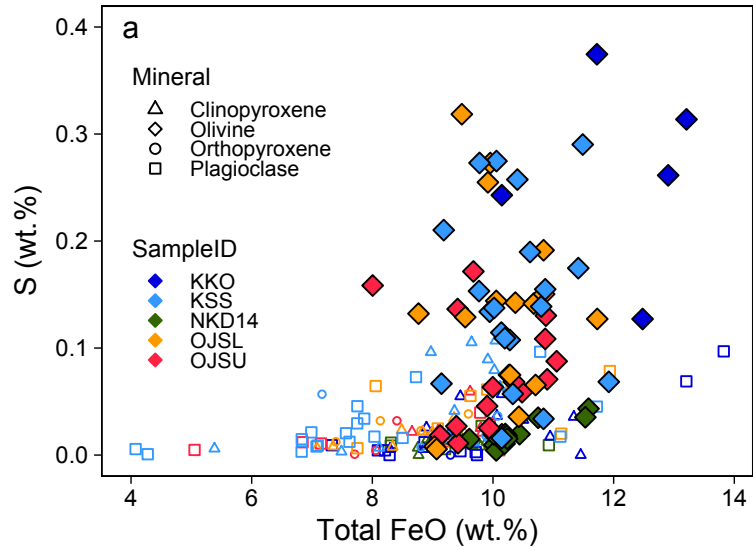 a
Mineral
Clinopyroxene
Olivine
Orthopyroxene
Plagioclase
SampleID
KKO
KSS
NKD14
OJSL
OJSU
S (wt.%)
0.4
0.3
0.2
0.1
0.0
4 6 8 10 12 14
Total FeO (wt.%)